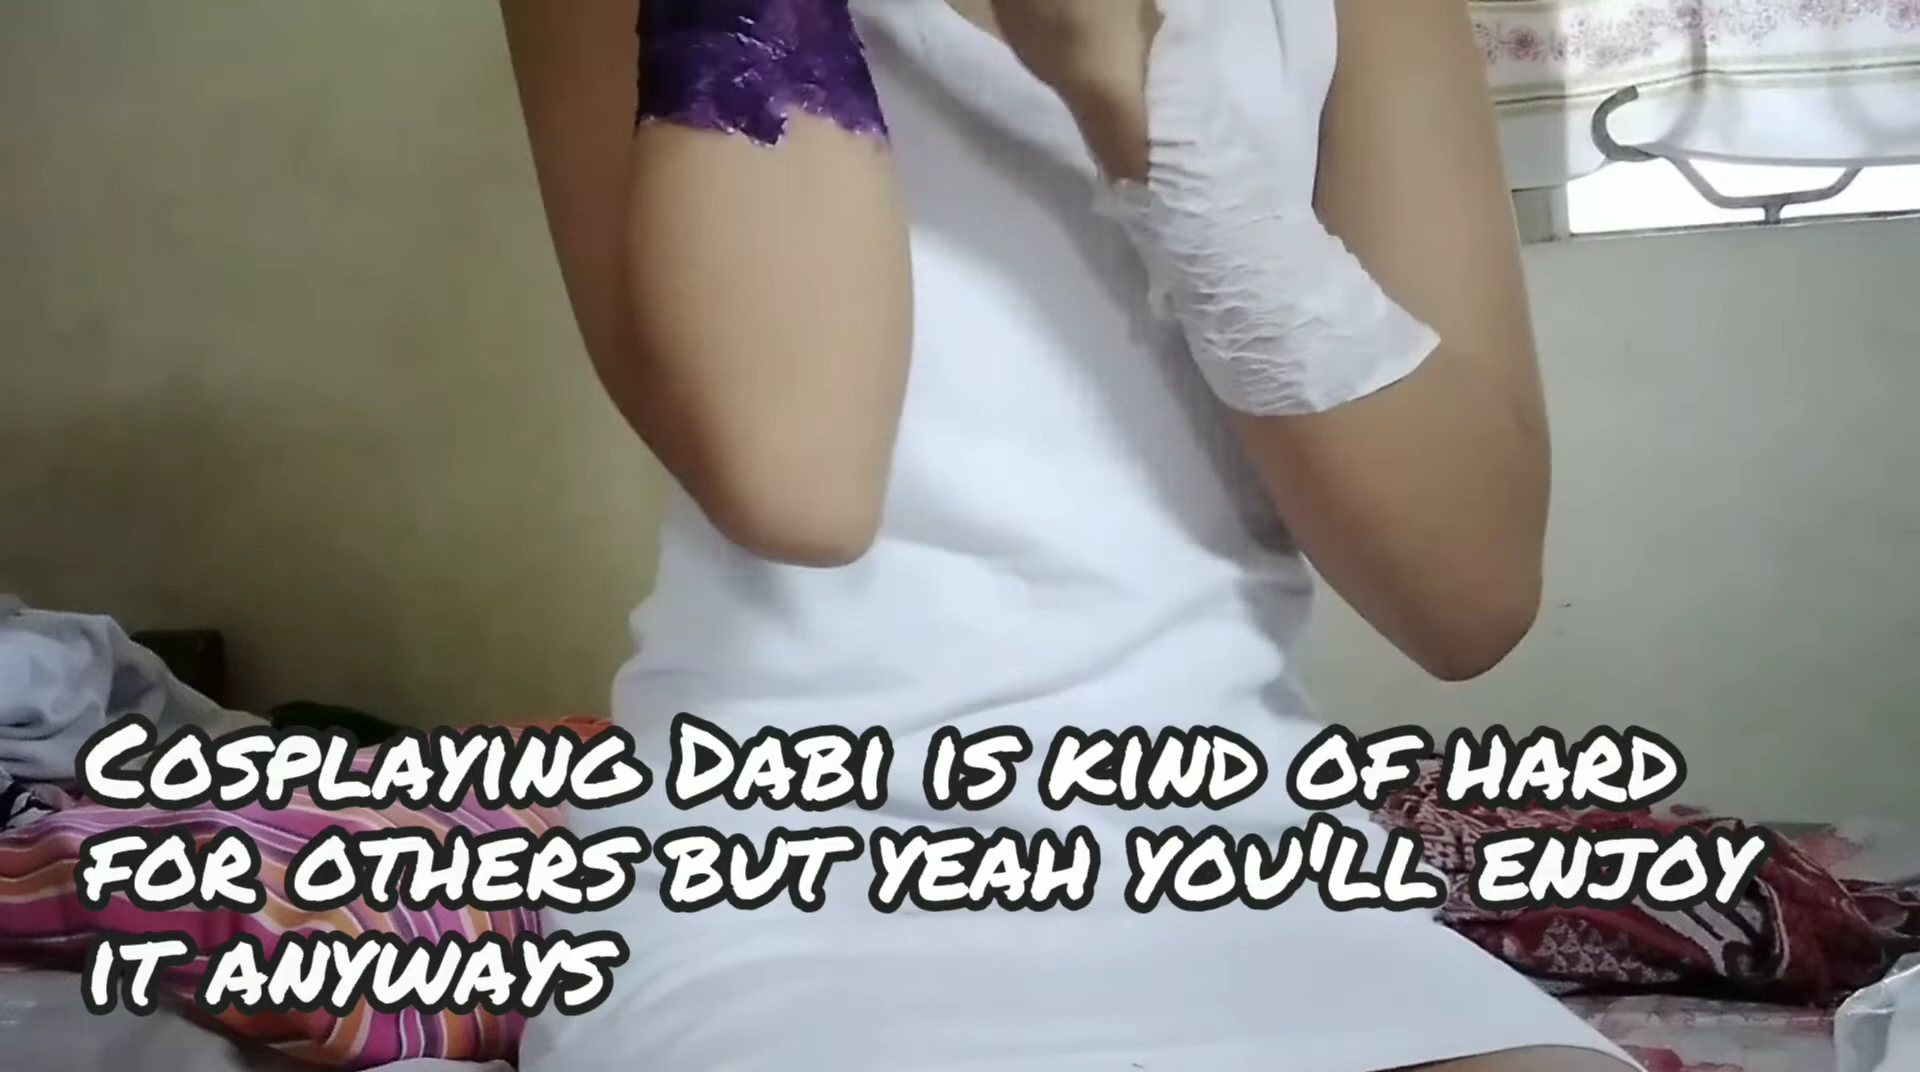 Cosplaying Dabi is kind of hard
for others but yeah you'll enjoy
it anyways